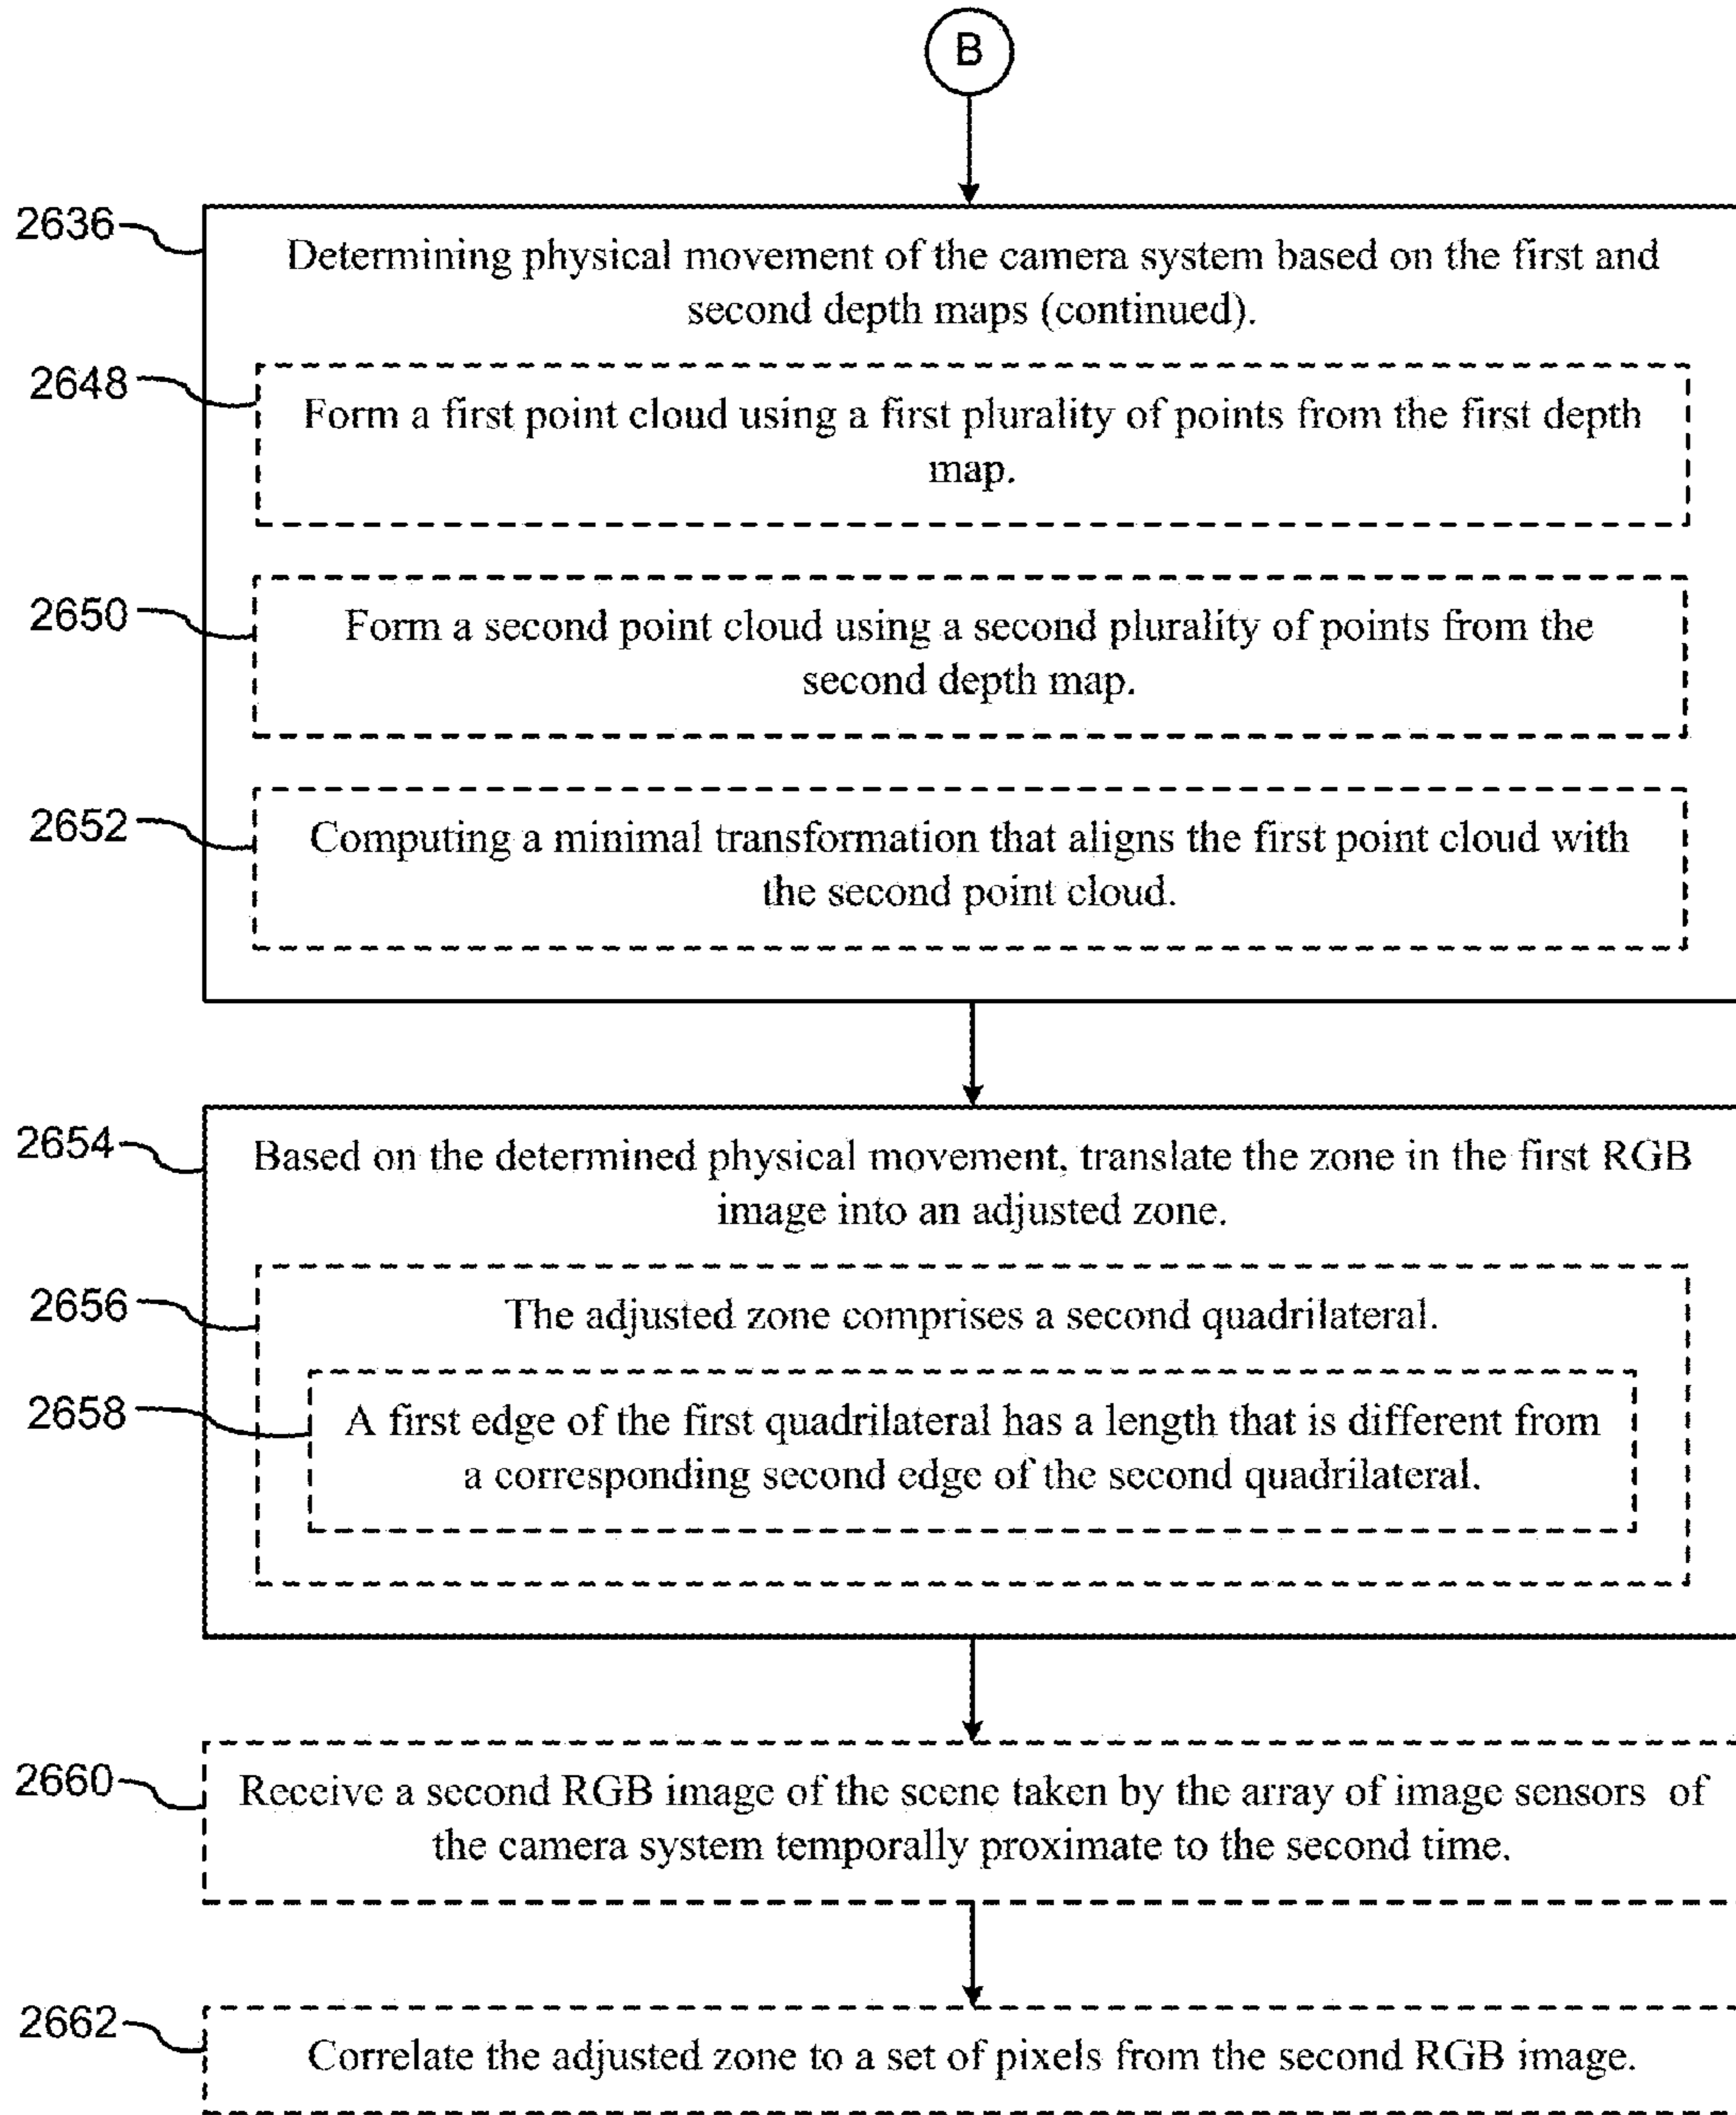 B
2636
Determining physical movement of the camera system based on the first and
second depth maps (continued).
2648
Form a first point cloud using a first plurality of points from the first depth
map.
2650
Form a second point cloud using a second plurality of points from the
second depth map.
2652
Computing a minimal transformation that aligns the first point cloud with
the second point cloud.
2654
Based on the determined physical movement, translate the zone in the first RGB
image into an adjusted zone.
2656
The adjusted zone comprises a second quadrilateral.
2658
A first edge of the first quadrilateral has a length that is different from
a corresponding second edge of the second quadrilateral.
2660
Receive a second RGB image of the scene taken by the array of image sensors of
the camera system temporally proximate to the second time.
2662
Correlate the adjusted zone to a set of pixels from the second RGB image.